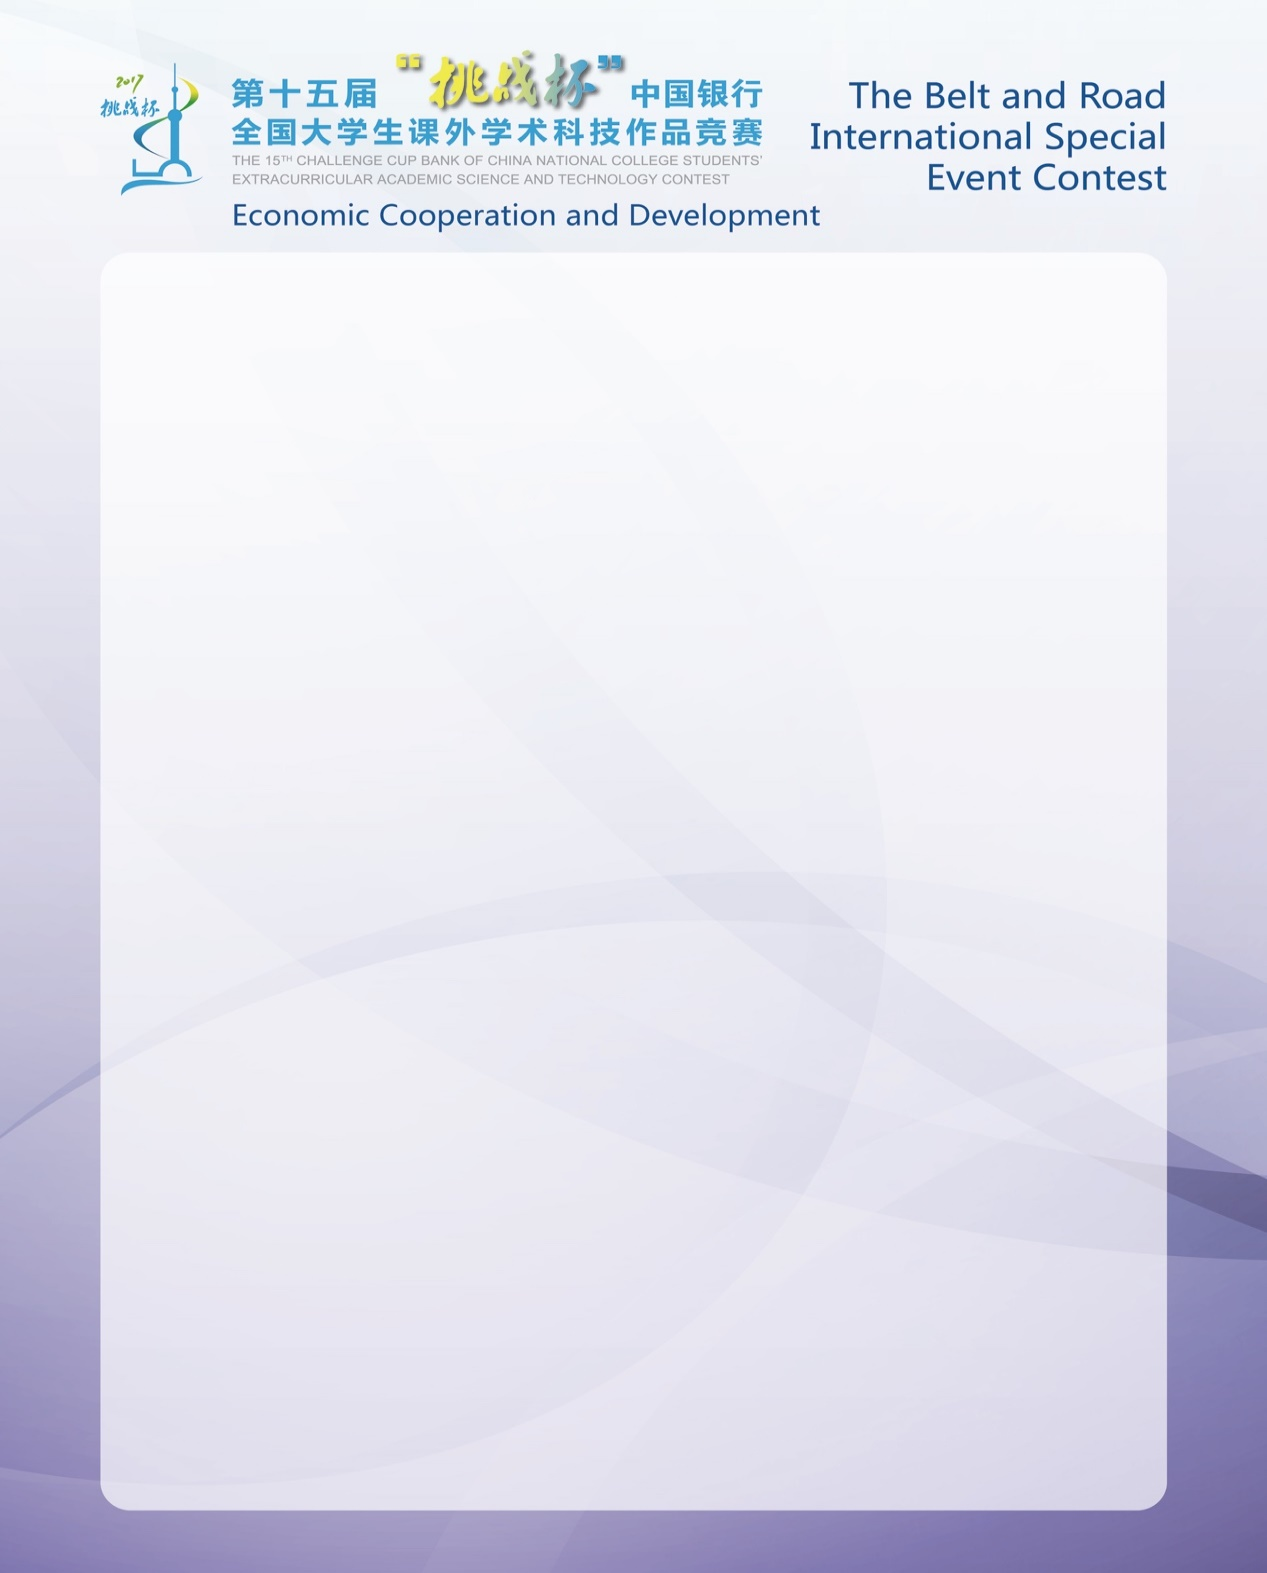 2017
挑战杯
第十五届“挑战杯”中国银行
全国大学生课外学术科技作品竞赛
THE 15TH CHALLENGE CUP BANK OF CHINA NATIONAL COLLEGE STUDENTS'
EXTRACURRICULAR ACADEMIC SCIENCE AND TECHNOLOGY CONTEST
Economic Cooperation and Development
The Belt and Road
International Special
Event Contest